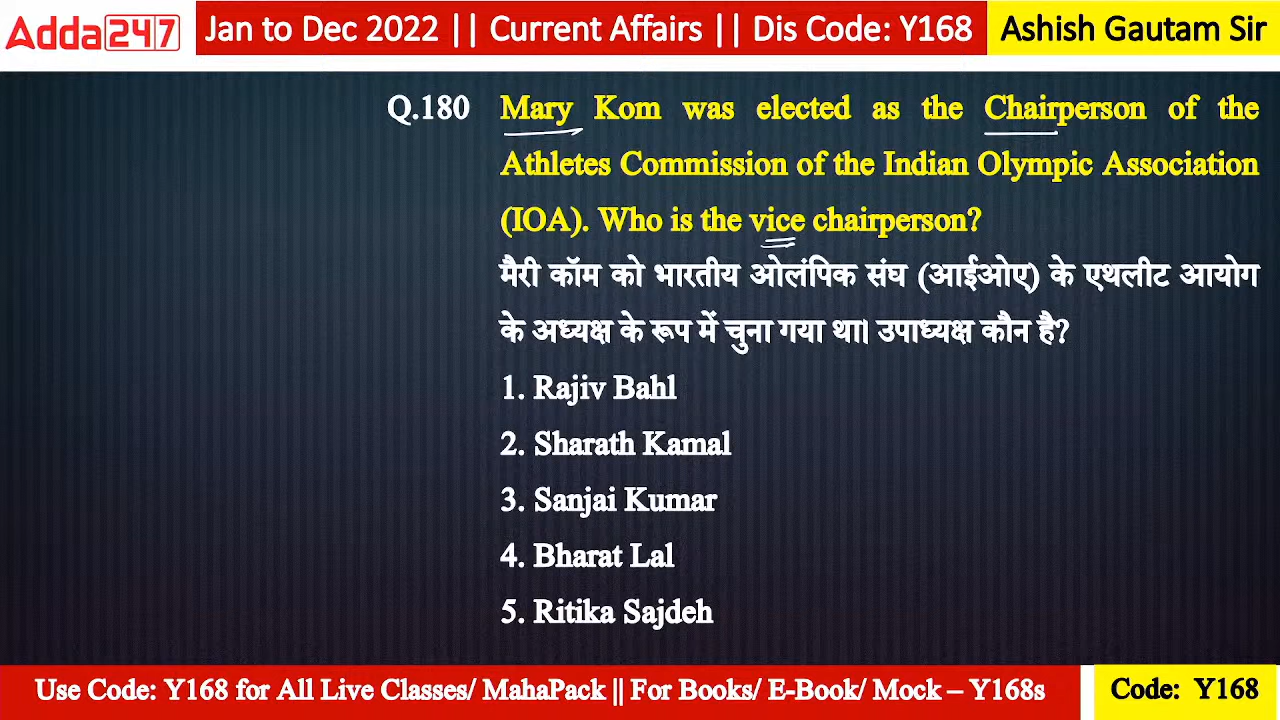 Adda247 Jan to Dec 2022 || Current Affairs || Dis Code: Y168 Ashish Gautam Sir
Q.180 Mary Kom was elected as the Chairperson of the
Athletes Commission of the Indian Olympic Association
(IOA). Who is the vice chairperson?
मैरी कॉम को भारतीय ओलंपिक संघ (आईओए) के एथलीट आयोग
के अध्यक्ष के रूप में चुना गया था। उपाध्यक्ष कौन है?
1. Rajiv Bahl
2. Sharath Kamal
3. Sanjai Kumar
4. Bharat Lal
5. Ritika Sajdeh
Use Code: Y168 for All Live Classes/ MahaPack || For Books/ E-Book/ Mock – Y168s Code: Y168